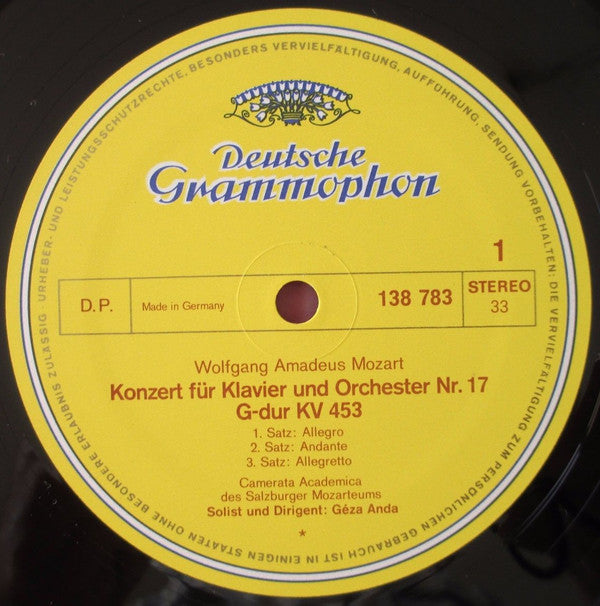 URHEBER- UND LEISTUNGSSCHUTZRECHTE, BESONDERS VERVIELFÄLTIGUNG, AUFFÜHRUNG, SENDUNG VORBEHALTEN; DIE VERVIELFÄLTIGUNG ZUM PERSÖNLICHEN GEBRAUCH IST IN EINIGEN STAATEN OHNE BESONDERE ERLAUBNIS ZULÄSSIG
Deutsche
Grammophon
1
D.P.
Made in Germany
138 783
STEREO
33
Wolfgang Amadeus Mozart
Konzert für Klavier und Orchester Nr. 17
G-dur KV 453
1. Satz: Allegro
2. Satz: Andante
3. Satz: Allegretto
Camerata Academica
des Salzburger Mozarteums
Solist und Dirigent: Géza Anda
*